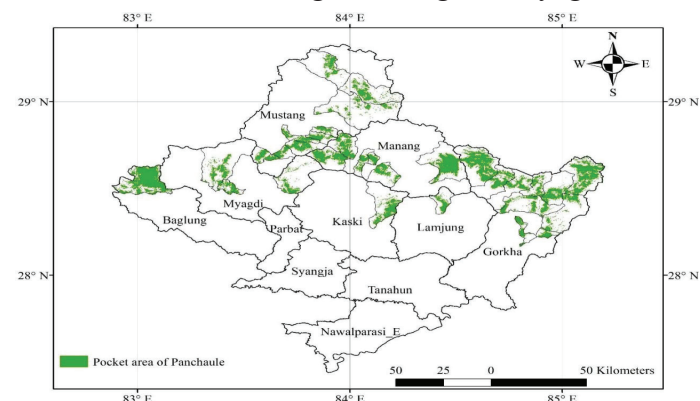 83° E 84° E 85° E
N
W E
S
29° N
29° N
Mustang
Manang
Myagdi
Baglung
Parbat
Kaski
Lamjung
Gorkha
28° N
28° N
Syangja
Tanahun
Nawalparasi_E
Pocket area of Panchaule
50 25 0 50 Kilometers
83° E 84° E 85° E